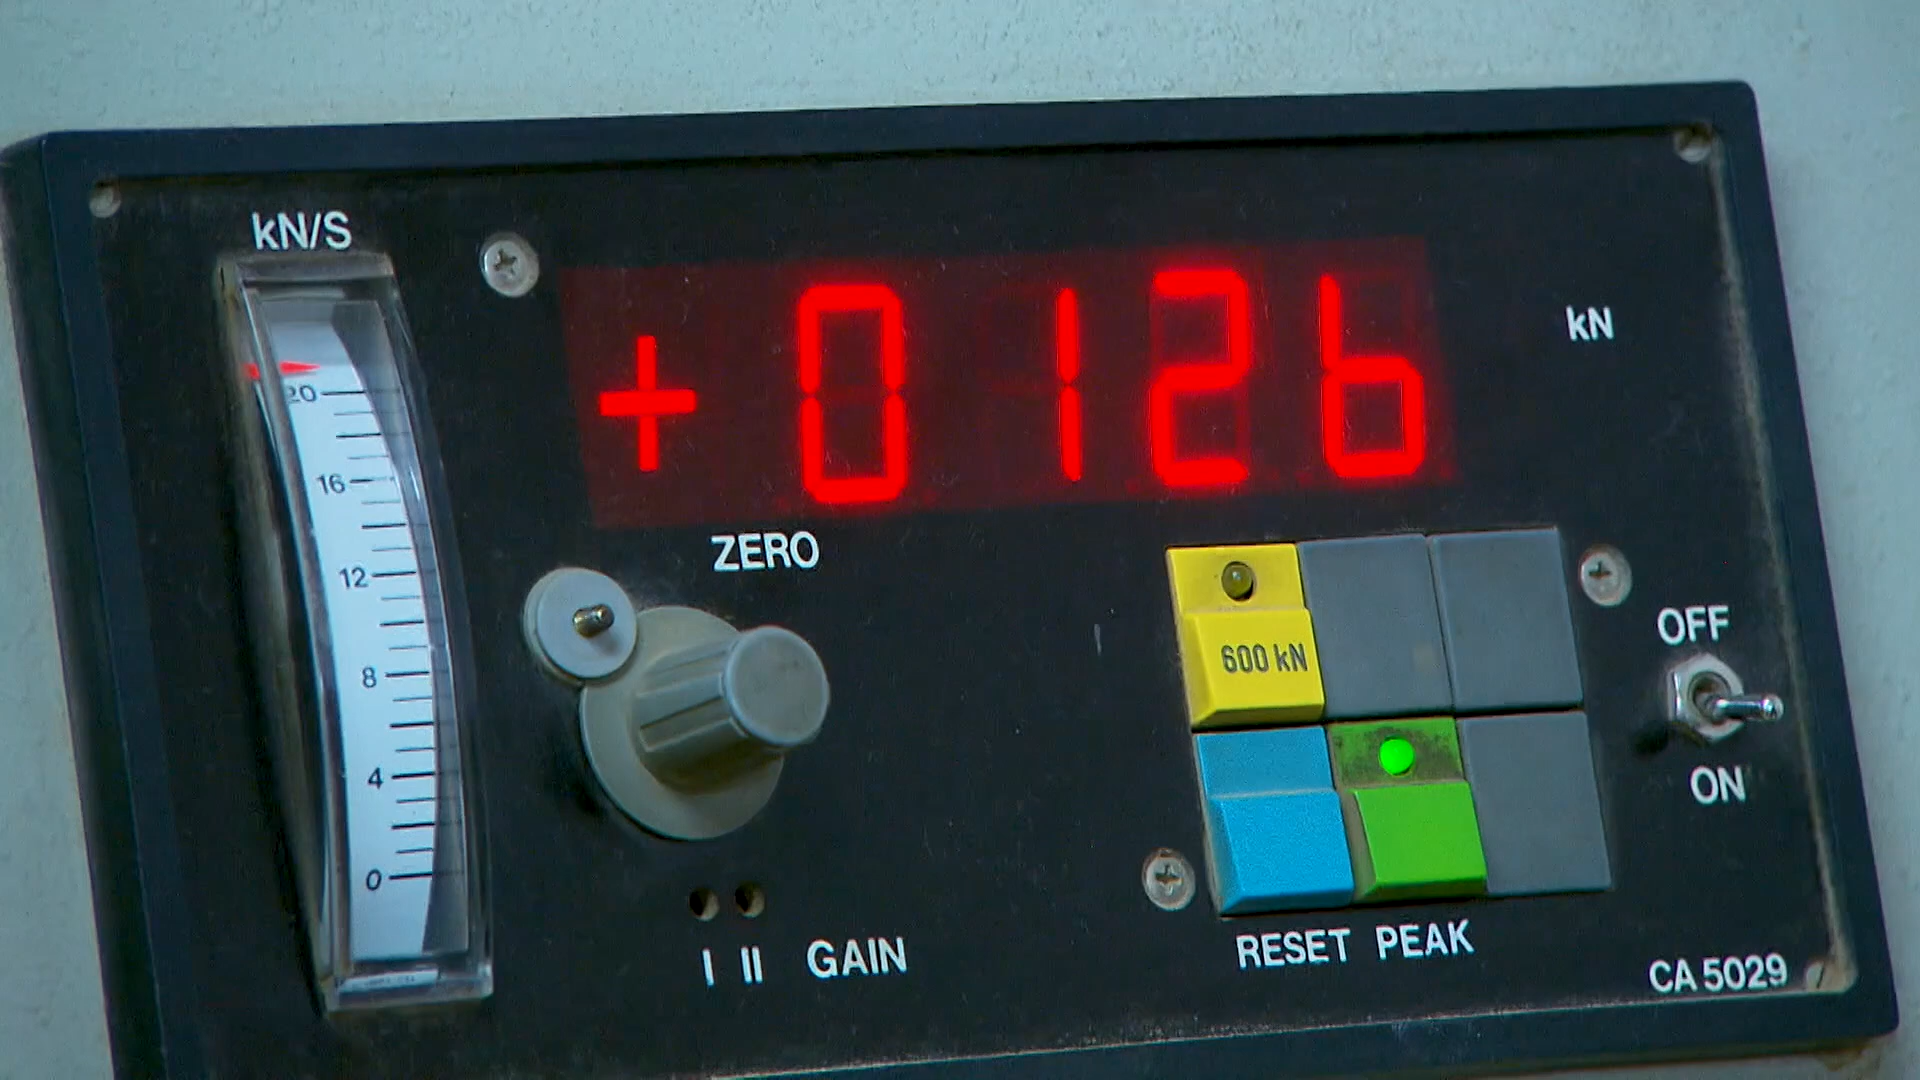 kN/S
+0126
kN
20
16
12
8
4
0
ZERO
600 kN
OFF
ON
I II GAIN
RESET PEAK
CA 5029